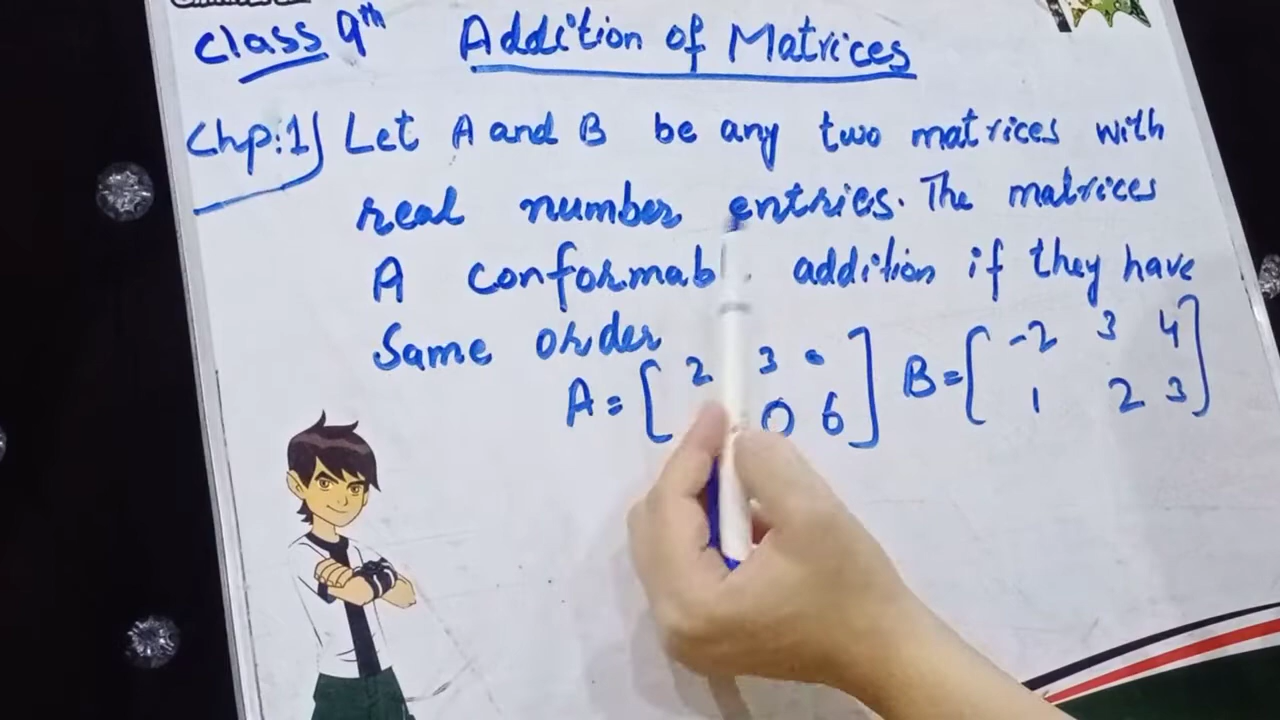 Class 9th Addition of Matrices
Chp:1) Let A and B be any two matrices with
real number entries. The matrices
A conformab addition if they have
Same order
A = [ 2 3 0 B = [ -2 3 4 ]
0 6 ] 1 2 3